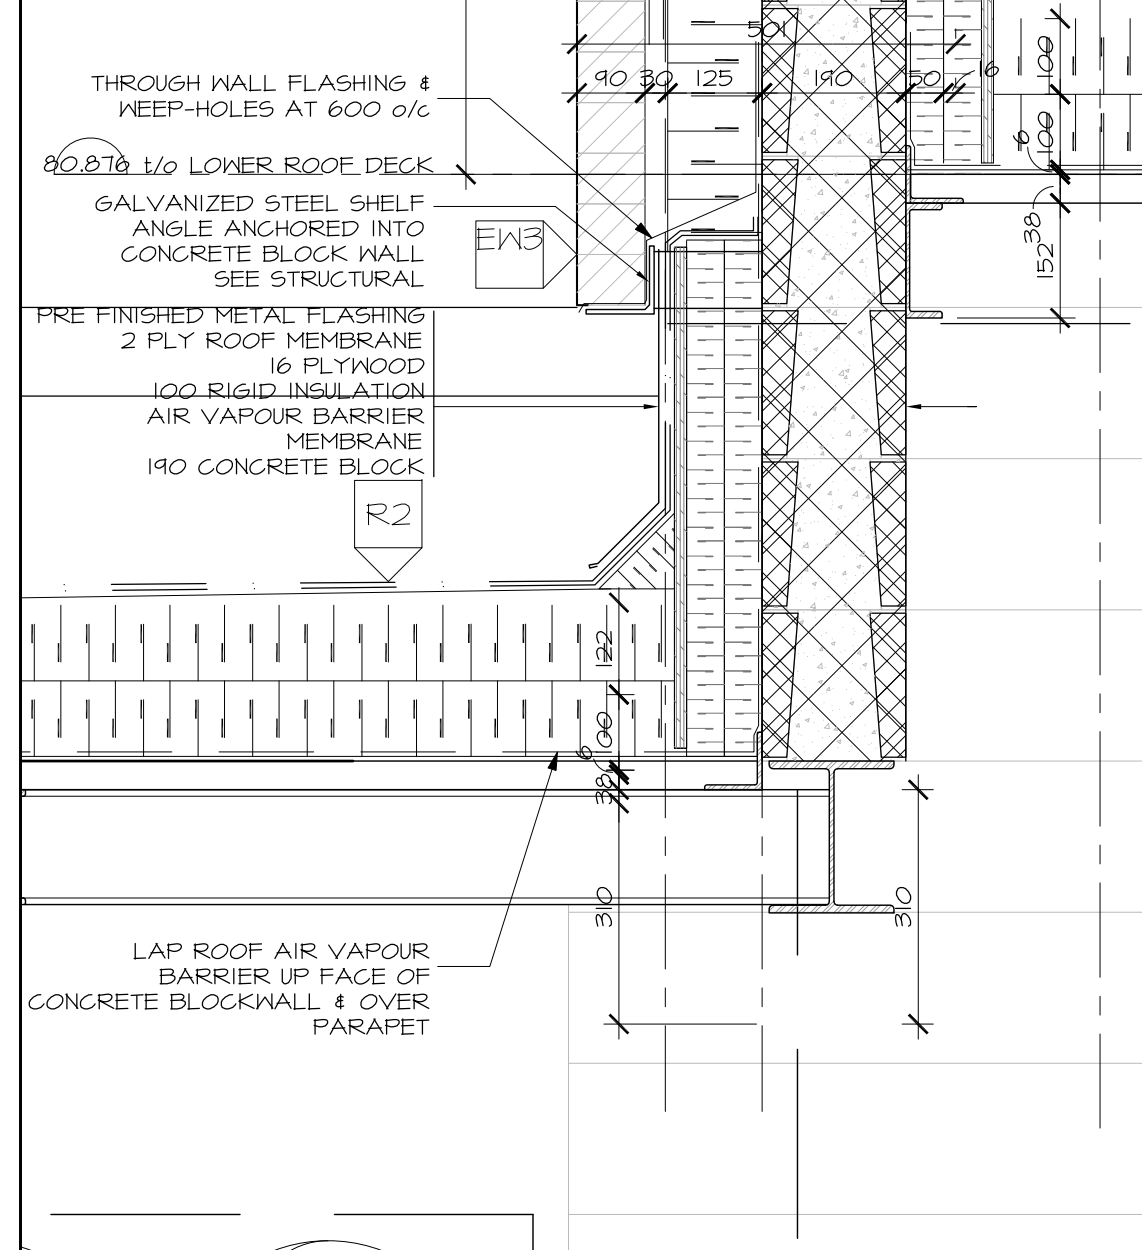 501
90 30 125 190 50 16
100
THROUGH WALL FLASHING &
WEEP-HOLES AT 600 o/c
6 100
80.876 t/o LOWER ROOF DECK
GALVANIZED STEEL SHELF
ANGLE ANCHORED INTO
CONCRETE BLOCK WALL
SEE STRUCTURAL
EW3
38
152
PRE FINISHED METAL FLASHING
2 PLY ROOF MEMBRANE
16 PLYWOOD
100 RIGID INSULATION
AIR VAPOUR BARRIER
MEMBRANE
190 CONCRETE BLOCK
R2
122
100
6
38
310
310
LAP ROOF AIR VAPOUR
BARRIER UP FACE OF
CONCRETE BLOCKWALL & OVER
PARAPET